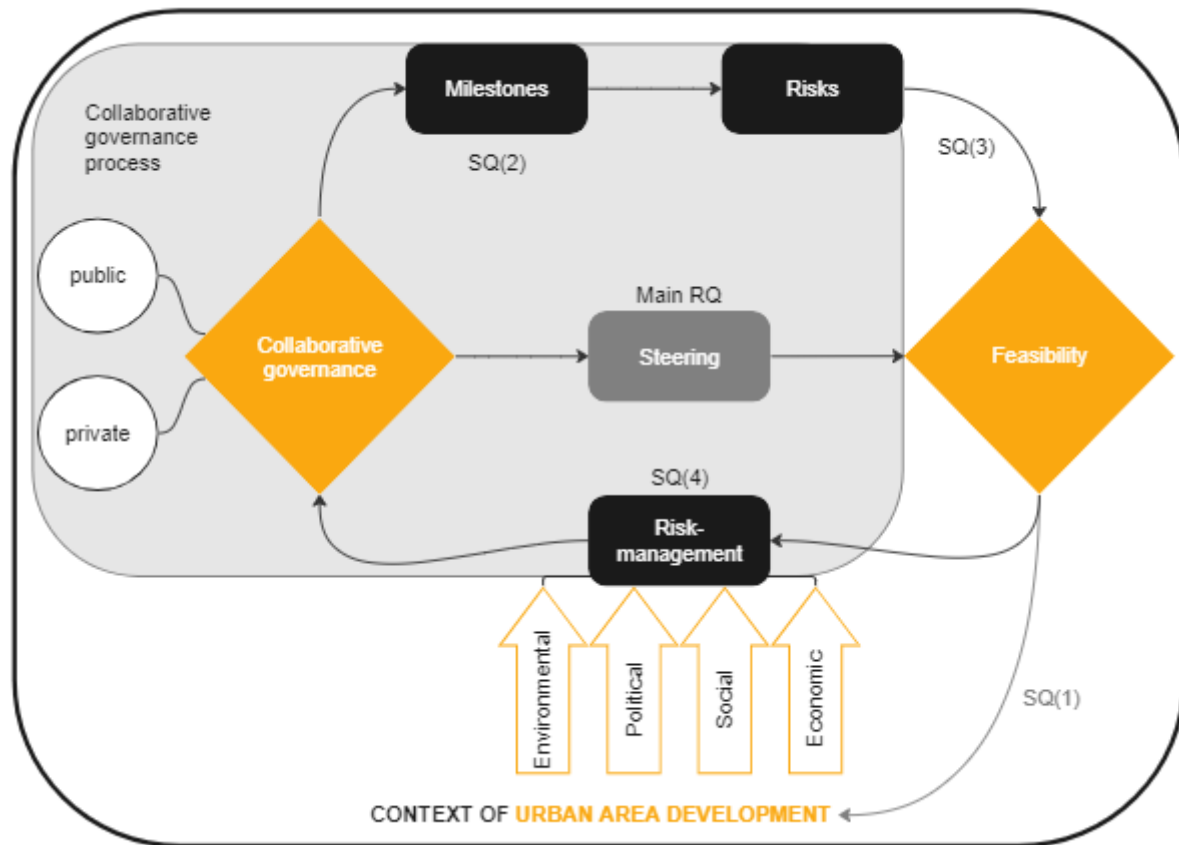 Milestones
Risks
Collaborative
governance
process
SQ(2)
SQ(3)
public
Main RQ
Collaborative
governance
Steering
Feasibility
private
SQ(4)
Risk-
management
Environmental
Political
Social
Economic
SQ(1)
CONTEXT OF URBAN AREA DEVELOPMENT